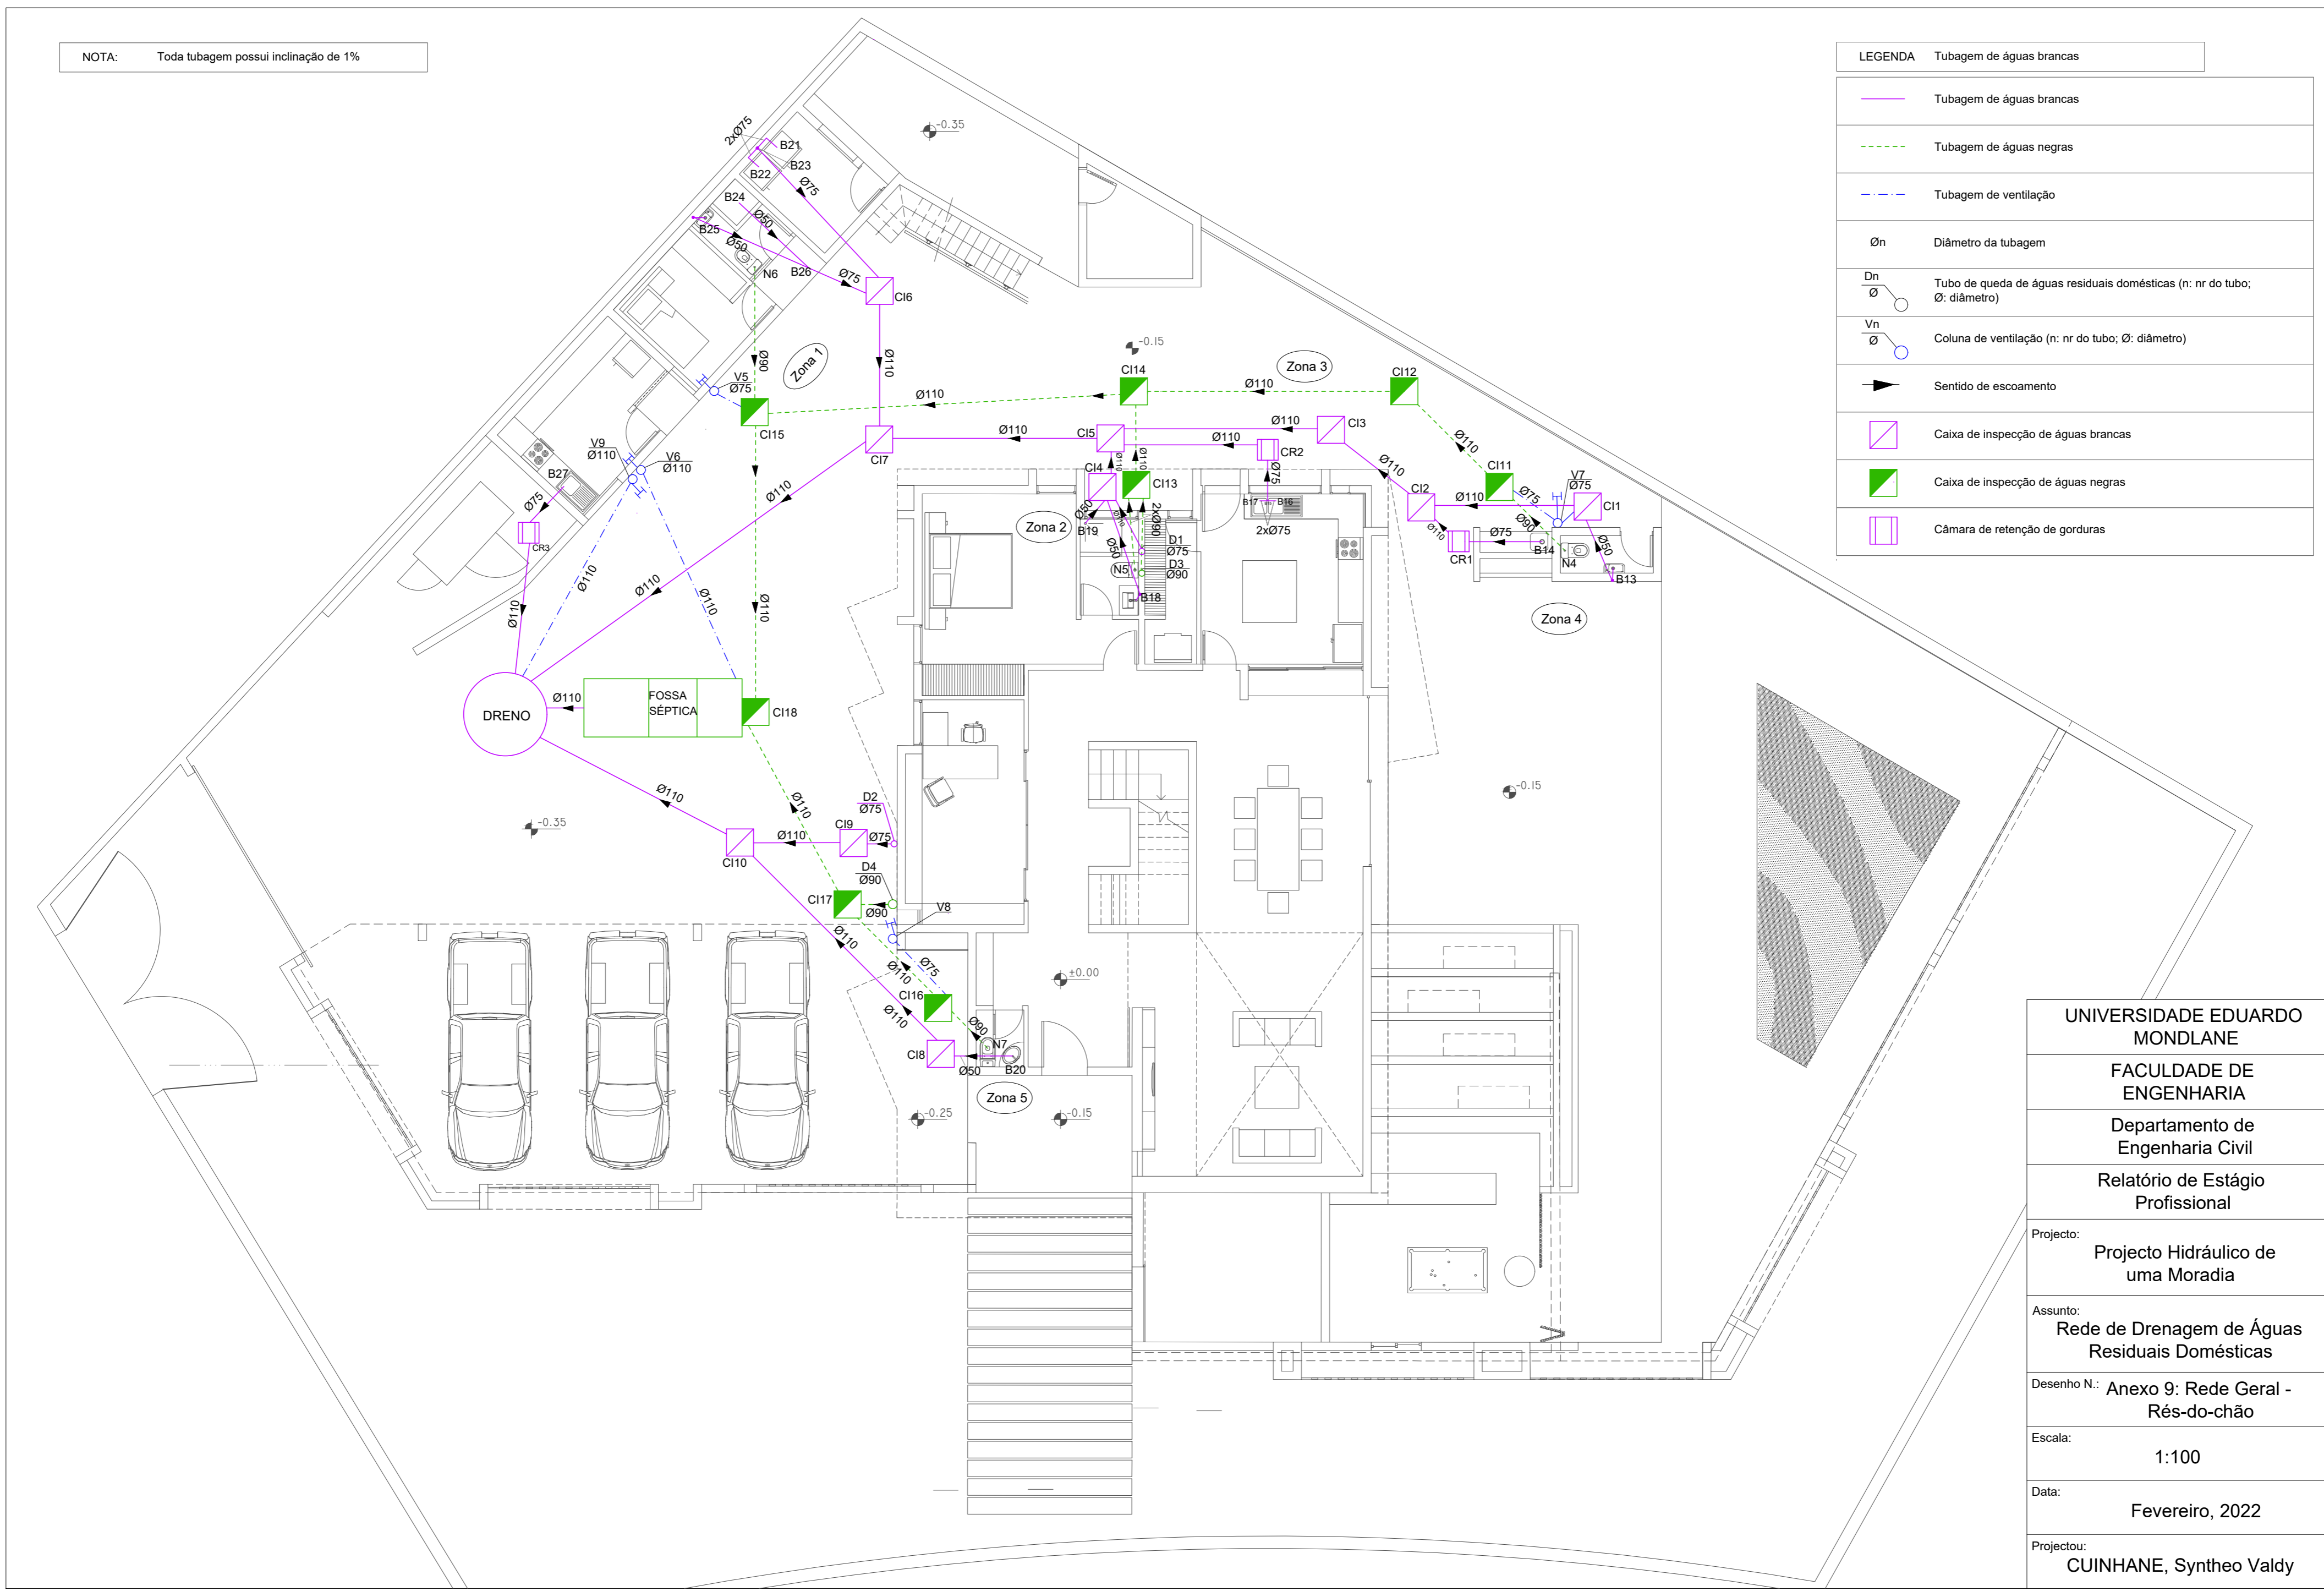 NOTA: Toda tubagem possui inclinação de 1%
LEGENDA Tubagem de águas brancas
Tubagem de águas brancas
Tubagem de águas negras
Tubagem de ventilação
Øn Diâmetro da tubagem
Dn
Ø
Tubo de queda de águas residuais domésticas (n: nr do tubo;
Ø: diâmetro)
Vn
Ø
Coluna de ventilação (n: nr do tubo; Ø: diâmetro)
Sentido de escoamento
Caixa de inspecção de águas brancas
Caixa de inspecção de águas negras
Câmara de retenção de gorduras
-0.35
2xØ75
B21
B23
B22
Ø75
B24
Ø50
B25
Ø50
N6
B26
Ø75
CI6
Ø90
Zona 1
Ø110
-0.15
Zona 3
V5
Ø75
CI15
Ø110
CI14
Ø110
CI12
CI7
Ø110
CI5
Ø110
CI3
Ø110
CR2
Ø110
Ø110
V9
Ø110
V6
Ø110
B27
Ø75
CR3
Ø110
CI4
CI13
Ø75
B17
B16
2xØ75
Zona 2
Ø50
B19
Ø110
2xØ90
Ø50
D1
Ø75
D3
Ø90
N5
B18
Ø110
CI2
Ø110
Ø110
CI11
Ø110
V7
Ø75
Ø75
CI1
Ø90
Ø110
CR1
Ø75
B14
N4
Ø50
B13
Zona 4
Ø110
Ø110
Ø110
Ø110
Ø110
DRENO
Ø110
FOSSA
SÉPTICA
CI18
Ø110
Ø110
-0.35
-0.15
D2
Ø75
CI9
Ø75
Ø110
CI10
D4
Ø90
CI17
Ø90
V8
Ø110
Ø110
Ø75
±0.00
CI16
Ø110
Ø90
N7
CI8
Ø50
B20
Zona 5
-0.25
-0.15
UNIVERSIDADE EDUARDO
MONDLANE
FACULDADE DE
ENGENHARIA
Departamento de
Engenharia Civil
Relatório de Estágio
Profissional
Projecto:
Projecto Hidráulico de
uma Moradia
Assunto:
Rede de Drenagem de Águas
Residuais Domésticas
Desenho N.: Anexo 9: Rede Geral -
Rés-do-chão
Escala:
1:100
Data:
Fevereiro, 2022
Projectou:
CUINHANE, Syntheo Valdy